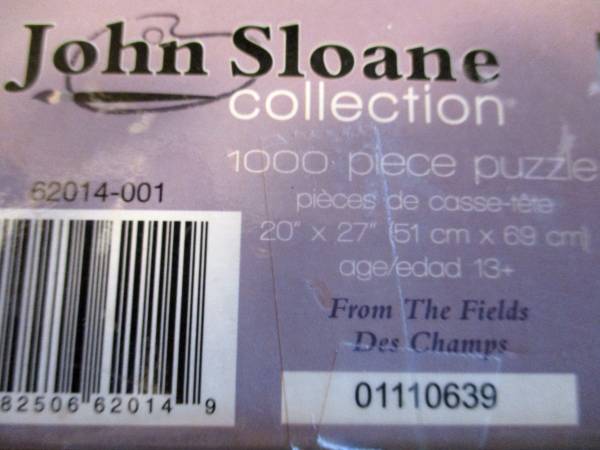 John Sloane
collection
1000 piece puzzle
62014-001
pièces de casse-tête
20" x 27" (51 cm x 69 cm)
age/edad 13+
From The Fields
Des Champs
01110639
82506 62014 9